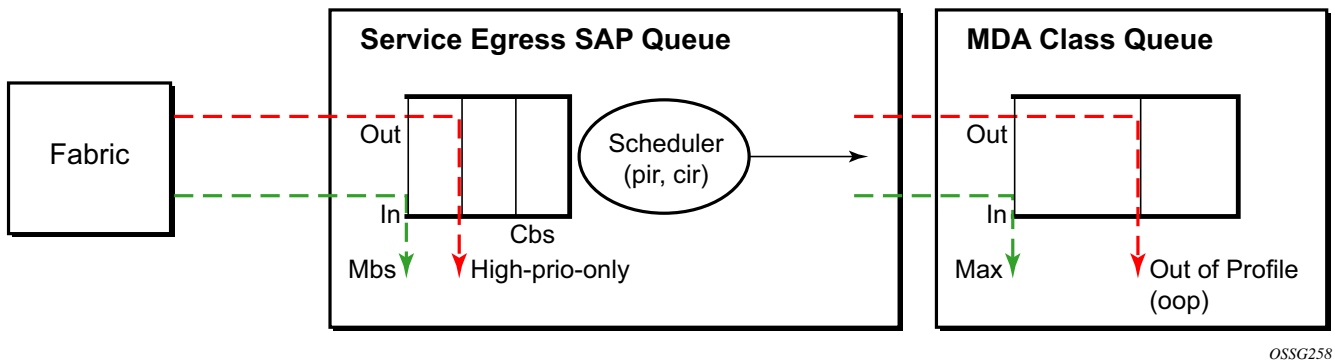 Service Egress SAP Queue
MDA Class Queue
Fabric
Out
In
Mbs
High-prio-only
Cbs
Scheduler
(pir, cir)
Out
In
Max
Out of Profile
(oop)
OSSG258